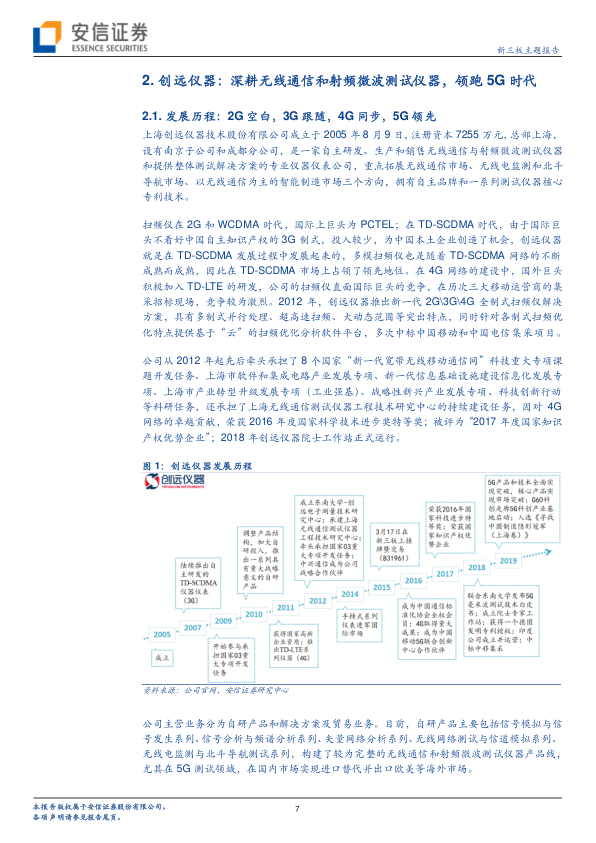 安信证券
ESSENCE SECURITIES
新三板主题报告
2. 创远仪器：深耕无线通信和射频微波测试仪器，领跑 5G 时代
2.1. 发展历程：2G 空白，3G 跟随，4G 同步，5G 领先
上海创远仪器技术股份有限公司成立于 2005 年 8 月 9 日，注册资本 7255 万元，总部上海，
设有南京子公司和成都分公司，是一家自主研发、生产和销售无线通信与射频微波测试仪器
和提供整体测试解决方案的专业仪器仪表公司，重点拓展无线通信市场、无线电监测和北斗
导航市场、以无线通信为主的智能制造市场三个方向，拥有自主品牌和一系列测试仪器核心
专利技术。
扫频仪在 2G 和 WCDMA 时代，国际上巨头为 PCTEL；在 TD-SCDMA 时代，由于国际巨
头不看好中国自主知识产权的 3G 制式，投入较少，为中国本土企业创造了机会，创远仪器
就是在 TD-SCDMA 发展过程中发展起来的，多模扫频仪也是随着 TD-SCDMA 网络的不断
成熟而成熟，因此在 TD-SCDMA 市场上占领了领先地位。在 4G 网络的建设中，国外巨头
积极加入 TD-LTE 的研发，公司的扫频仪直面国际巨头的竞争，在历次三大移动运营商的集
采招标现场，竞争较为激烈。2012 年，创远仪器推出新一代 2G\3G\4G 全制式扫频仪解决
方案，具有多制式并行处理、超高速扫频、大动态范围等突出特点，同时针对各制式扫频优
化特点提供基于“云”的扫频优化分析软件平台，多次中标中国移动和中国电信集采项目。
公司从 2012 年起先后牵头承担了 8 个国家“新一代宽带无线移动通信网”科技重大专项课
题开发任务、上海市软件和集成电路产业发展专项、新一代信息基础设施建设信息化发展专
项、上海市产业转型升级发展专项（工业强基）、战略性新兴产业发展专项、科技创新行动
等科研任务，还承担了上海无线通信测试仪器工程技术研究中心的持续建设任务，因对 4G
网络的卓越贡献，荣获 2016 年度国家科学技术进步奖特等奖；被评为“2017 年度国家知识
产权优势企业”；2018 年创远仪器院士工作站正式运行。
图 1：创远仪器发展历程
创远仪器
TRANSCOM INSTRUMENTS
陆续推出自
主研发的
TD-SCDMA
仪器仪表
（3G）
调整产品结
构，加大自
研投入，推
出一系列具
有重大战略
意义的自研
产品
成立东南大学-创
远电子测量技术研
究中心；承建上海
无线通信测试仪器
工程技术研究中心；
牵头承担国家03重
大专项开发任务；
中兴通信成为公司
战略合作伙伴
3月17日在
新三板上挂
牌暨交易
（831961）
荣获2016年国
家科技进步特
等奖；荣获国
家知识产权优
势企业
5G产品和技术全面实
现突破，核心产品实
现市场突破；G60科
创走廊5G科创产业基
地启动；入选《寻找
中国制造隐形冠军
（上海卷）》
2005
2007
2009
2010
2011
2012
2014
2015
2016
2017
2018
2019
成立
开始参与承
担国家03重
大专项开发
任务
获得国家高新
企业资质；推
出TD-LTE系
列仪器（4G）
手持式系列
仪表进军国
际市场
成为中国通信标
准化协会全权会
员；4G取得重大
成果；成为中国
移动5G联合创新
中心合作伙伴
联合东南大学发布5G
毫米波测试技术白皮
书；成立院士专家工
作站；获得一个德国
发明专利授权；印度
公司成立并运营；中
标中移集采
资料来源：公司官网，安信证券研究中心
公司主营业务分为自研产品和解决方案及贸易业务。目前，自研产品主要包括信号模拟与信
号发生系列、信号分析与频谱分析系列、矢量网络分析系列、无线网络测试与信道模拟系列、
无线电监测与北斗导航测试系列，构建了较为完整的无线通信和射频微波测试仪器产品线，
尤其在 5G 测试领域，在国内市场实现进口替代并出口欧美等海外市场。
本报告版权属于安信证券股份有限公司。
各项声明请参见报告尾页。
7